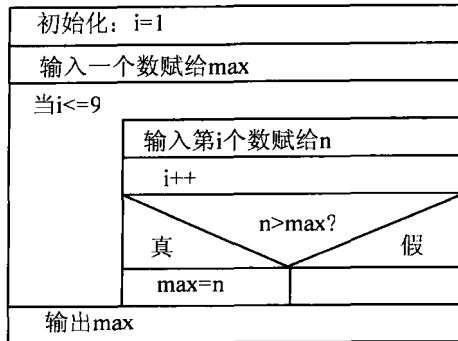 初始化：i=1
输入一个数赋给max
当i<=9
输入第i个数赋给n
i++
n>max?
真
假
max=n
输出max